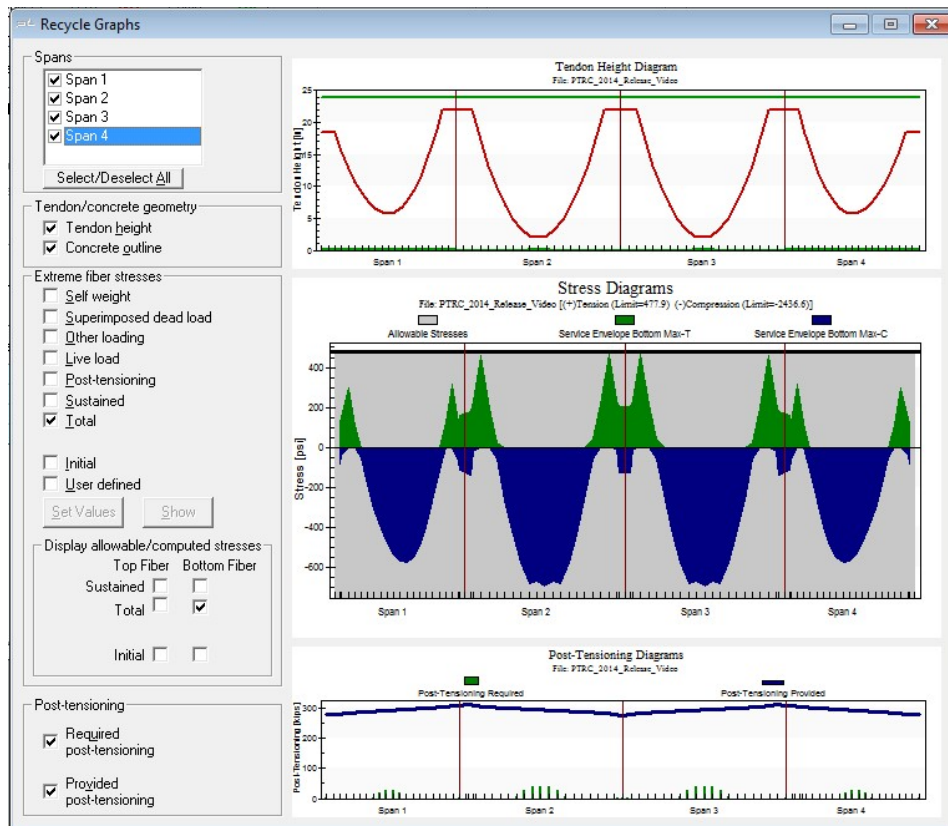 Recycle Graphs
Spans
Span 1
Span 2
Span 3
Span 4
Select/Deselect All
Tendon/concrete geometry
Tendon height
Concrete outline
Extreme fiber stresses
Self weight
Superimposed dead load
Other loading
Live load
Post-tensioning
Sustained
Total
Initial
User defined
Set Values Show
Display allowable/computed stresses
Top Fiber Bottom Fiber
Sustained
Total
Initial
Post-tensioning
Required
post-tensioning
Provided
post-tensioning
Tendon Height Diagram
File: PTRC_2014_Release_Video
25
20
15
10
5
0
Tendon Height [in]
Span 1 Span 2 Span 3 Span 4
Stress Diagrams
File: PTRC_2014_Release_Video [(+)Tension (Limit=477.9) (-)Compression (Limit=-2436.6)]
Allowable Stresses Service Envelope Bottom Max-T Service Envelope Bottom Max-C
400
200
0
-200
-400
-600
Stress [psi]
Span 1 Span 2 Span 3 Span 4
Post-Tensioning Diagrams
File: PTRC_2014_Release_Video
Post-Tensioning Required Post-Tensioning Provided
300
200
100
0
Post-Tensioning [kips]
Span 1 Span 2 Span 3 Span 4